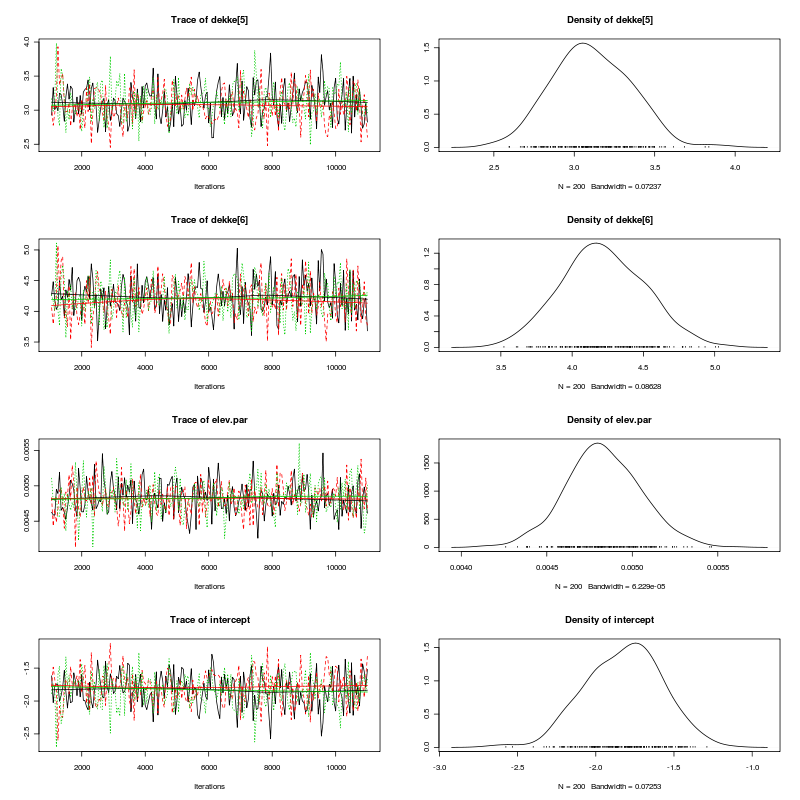 Trace of dekke[5]
4.0
3.5
3.0
2.5
2000 4000 6000 8000 10000
Iterations
Density of dekke[5]
1.5
1.0
0.5
0.0
2.5 3.0 3.5 4.0
N = 200 Bandwidth = 0.07237
Trace of dekke[6]
5.0
4.5
4.0
3.5
2000 4000 6000 8000 10000
Iterations
Density of dekke[6]
1.2
0.8
0.4
0.0
3.5 4.0 4.5 5.0
N = 200 Bandwidth = 0.08628
Trace of elev.par
0.0055
0.0050
0.0045
2000 4000 6000 8000 10000
Iterations
Density of elev.par
1500
1000
500
0
0.0040 0.0045 0.0050 0.0055
N = 200 Bandwidth = 6.229e-05
Trace of intercept
-1.5
-2.0
-2.5
2000 4000 6000 8000 10000
Iterations
Density of intercept
1.5
1.0
0.5
0.0
-3.0 -2.5 -2.0 -1.5 -1.0
N = 200 Bandwidth = 0.07253